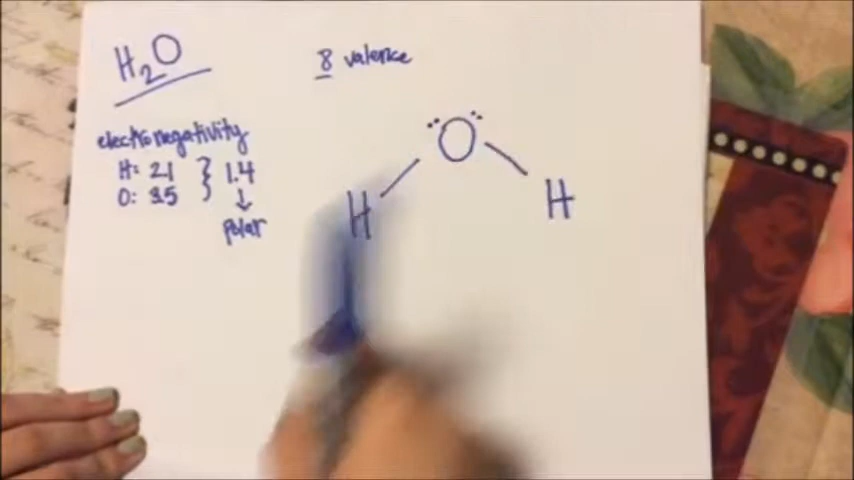 H2O
8 valence
electronegativity
H: 2.1 } 1.4
O: 3.5
↓
polar
:O:
H H